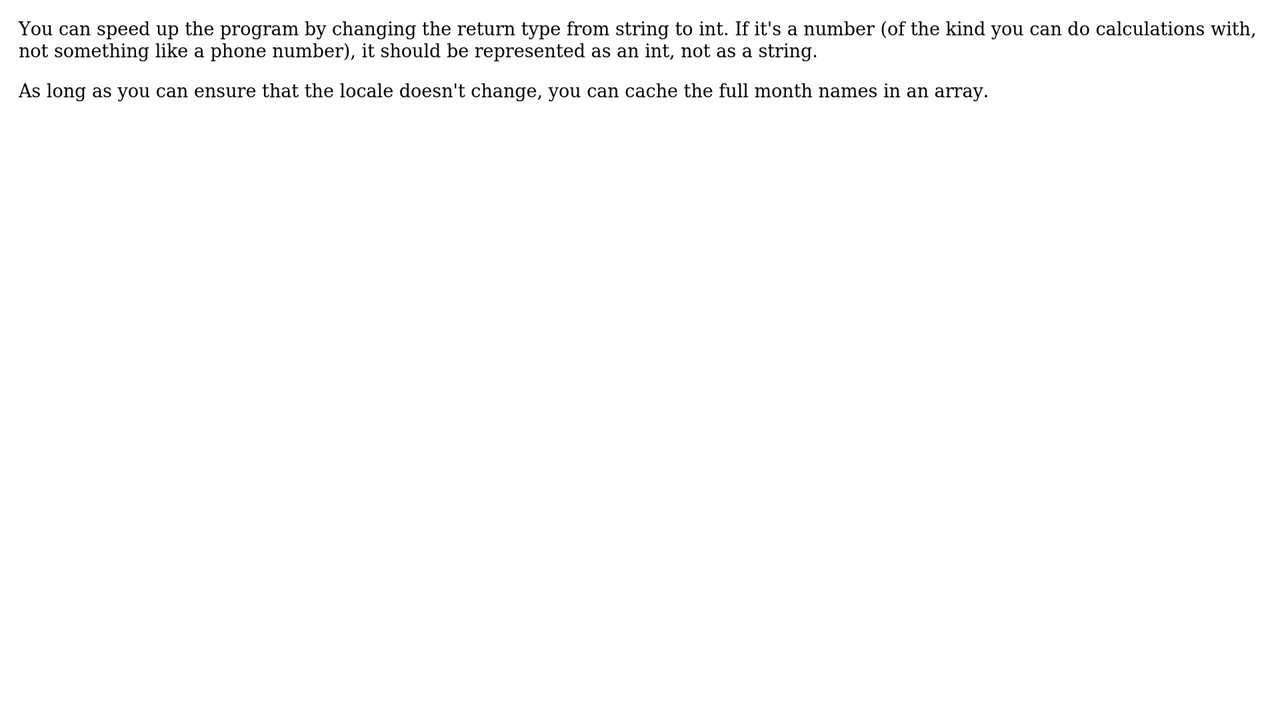 You can speed up the program by changing the return type from string to int. If it's a number (of the kind you can do calculations with,
not something like a phone number), it should be represented as an int, not as a string.
As long as you can ensure that the locale doesn't change, you can cache the full month names in an array.